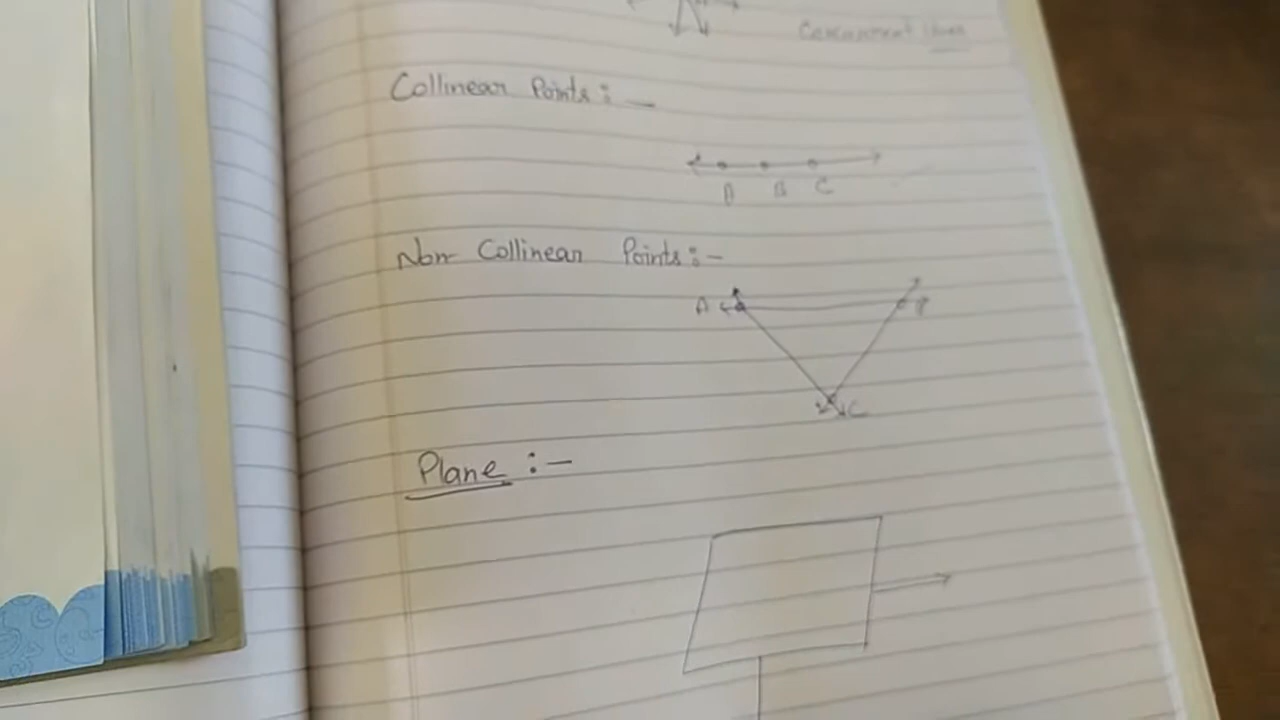 Concurrent lines
Collinear Points : —
A B C
Non Collinear Points :-
A B
C
Plane :—